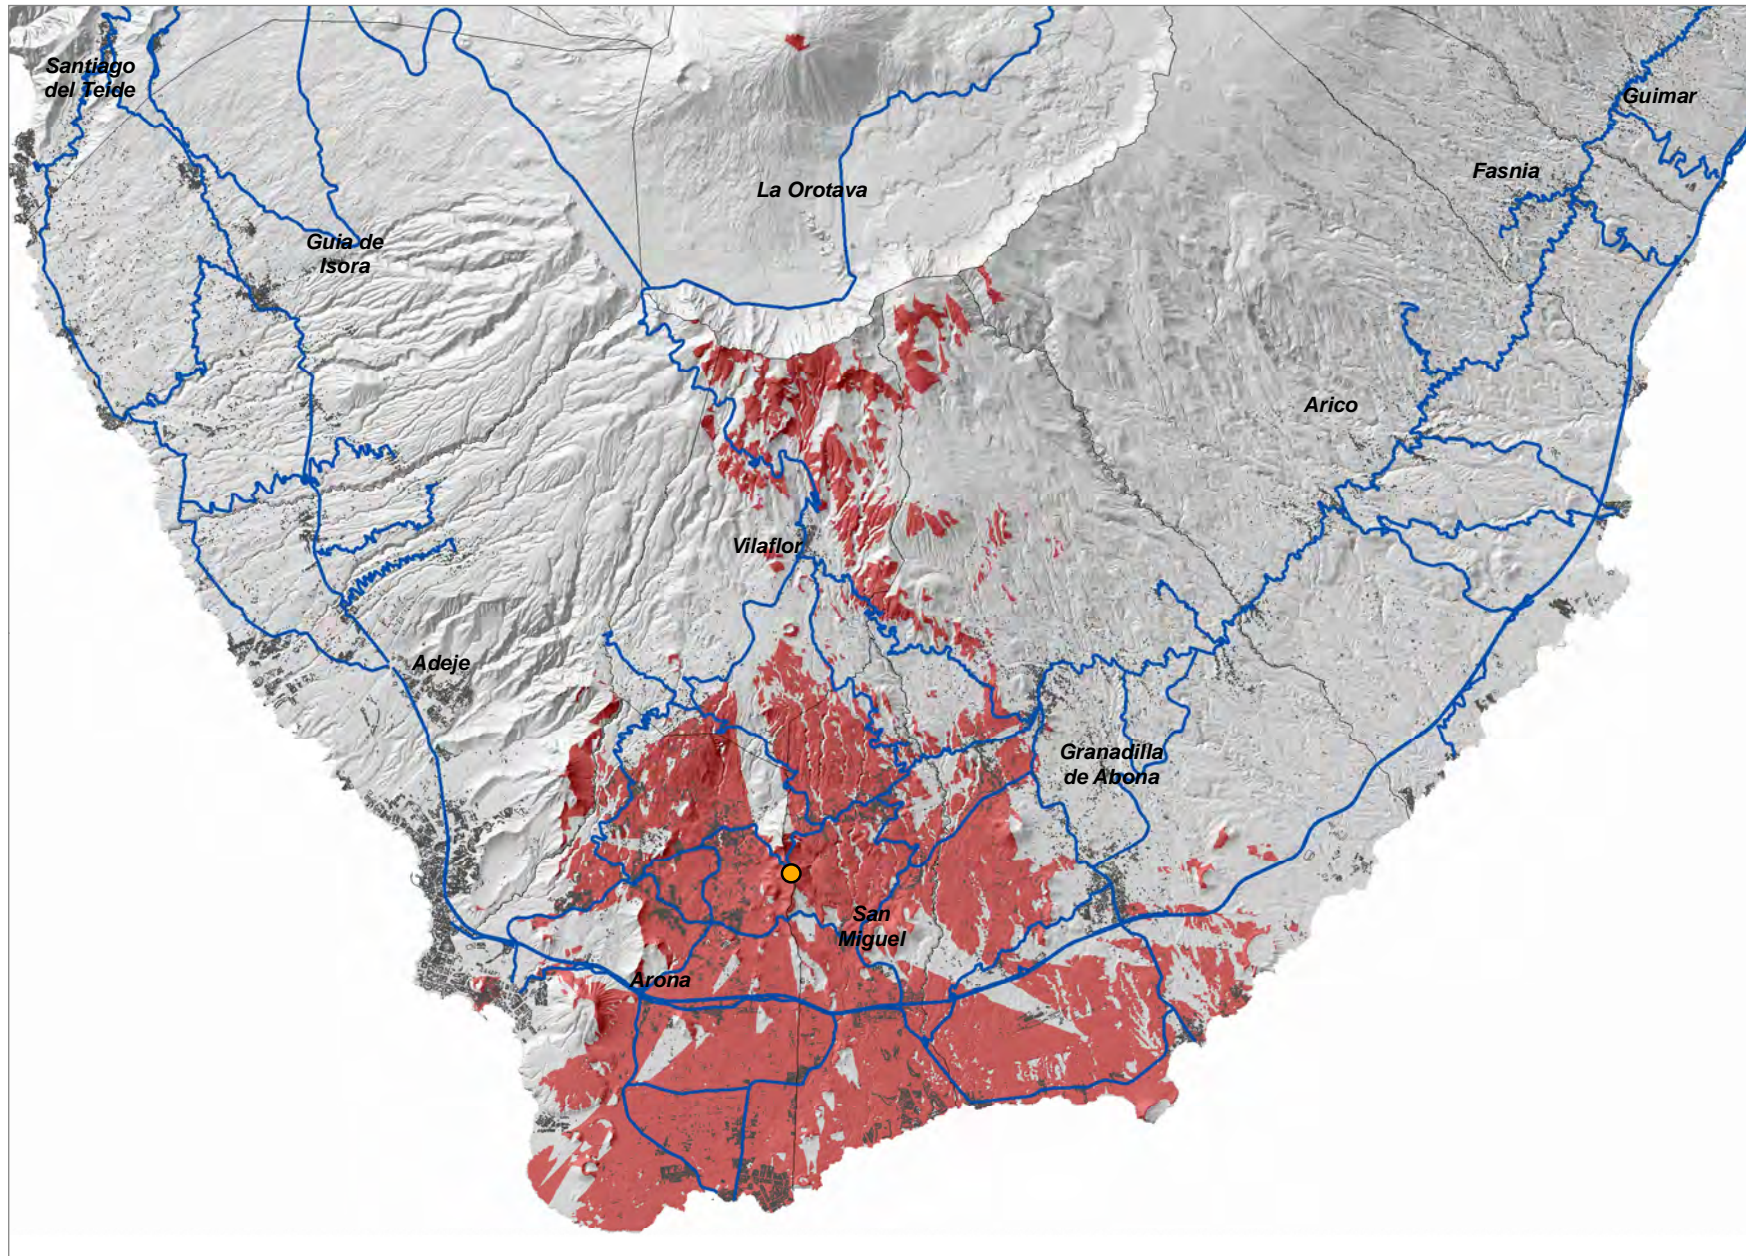 Santiago
del Teide
Guimar
Fasnia
La Orotava
Guia de
Isora
Arico
Vilaflor
Adeje
Granadilla
de Abona
San
Miguel
Arona